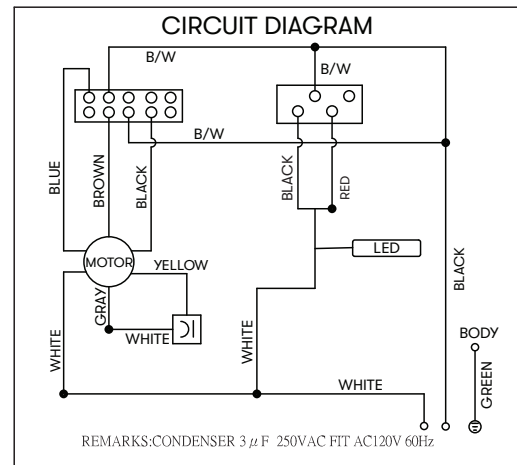 CIRCUIT DIAGRAM
B/W
B/W
B/W
BLUE
BROWN
BLACK
BLACK
RED
LED
MOTOR
YELLOW
GRAY
WHITE
WHITE
WHITE
BLACK
BODY
GREEN
WHITE
REMARKS:CONDENSER 3 μ F 250VAC FIT AC120V 60Hz